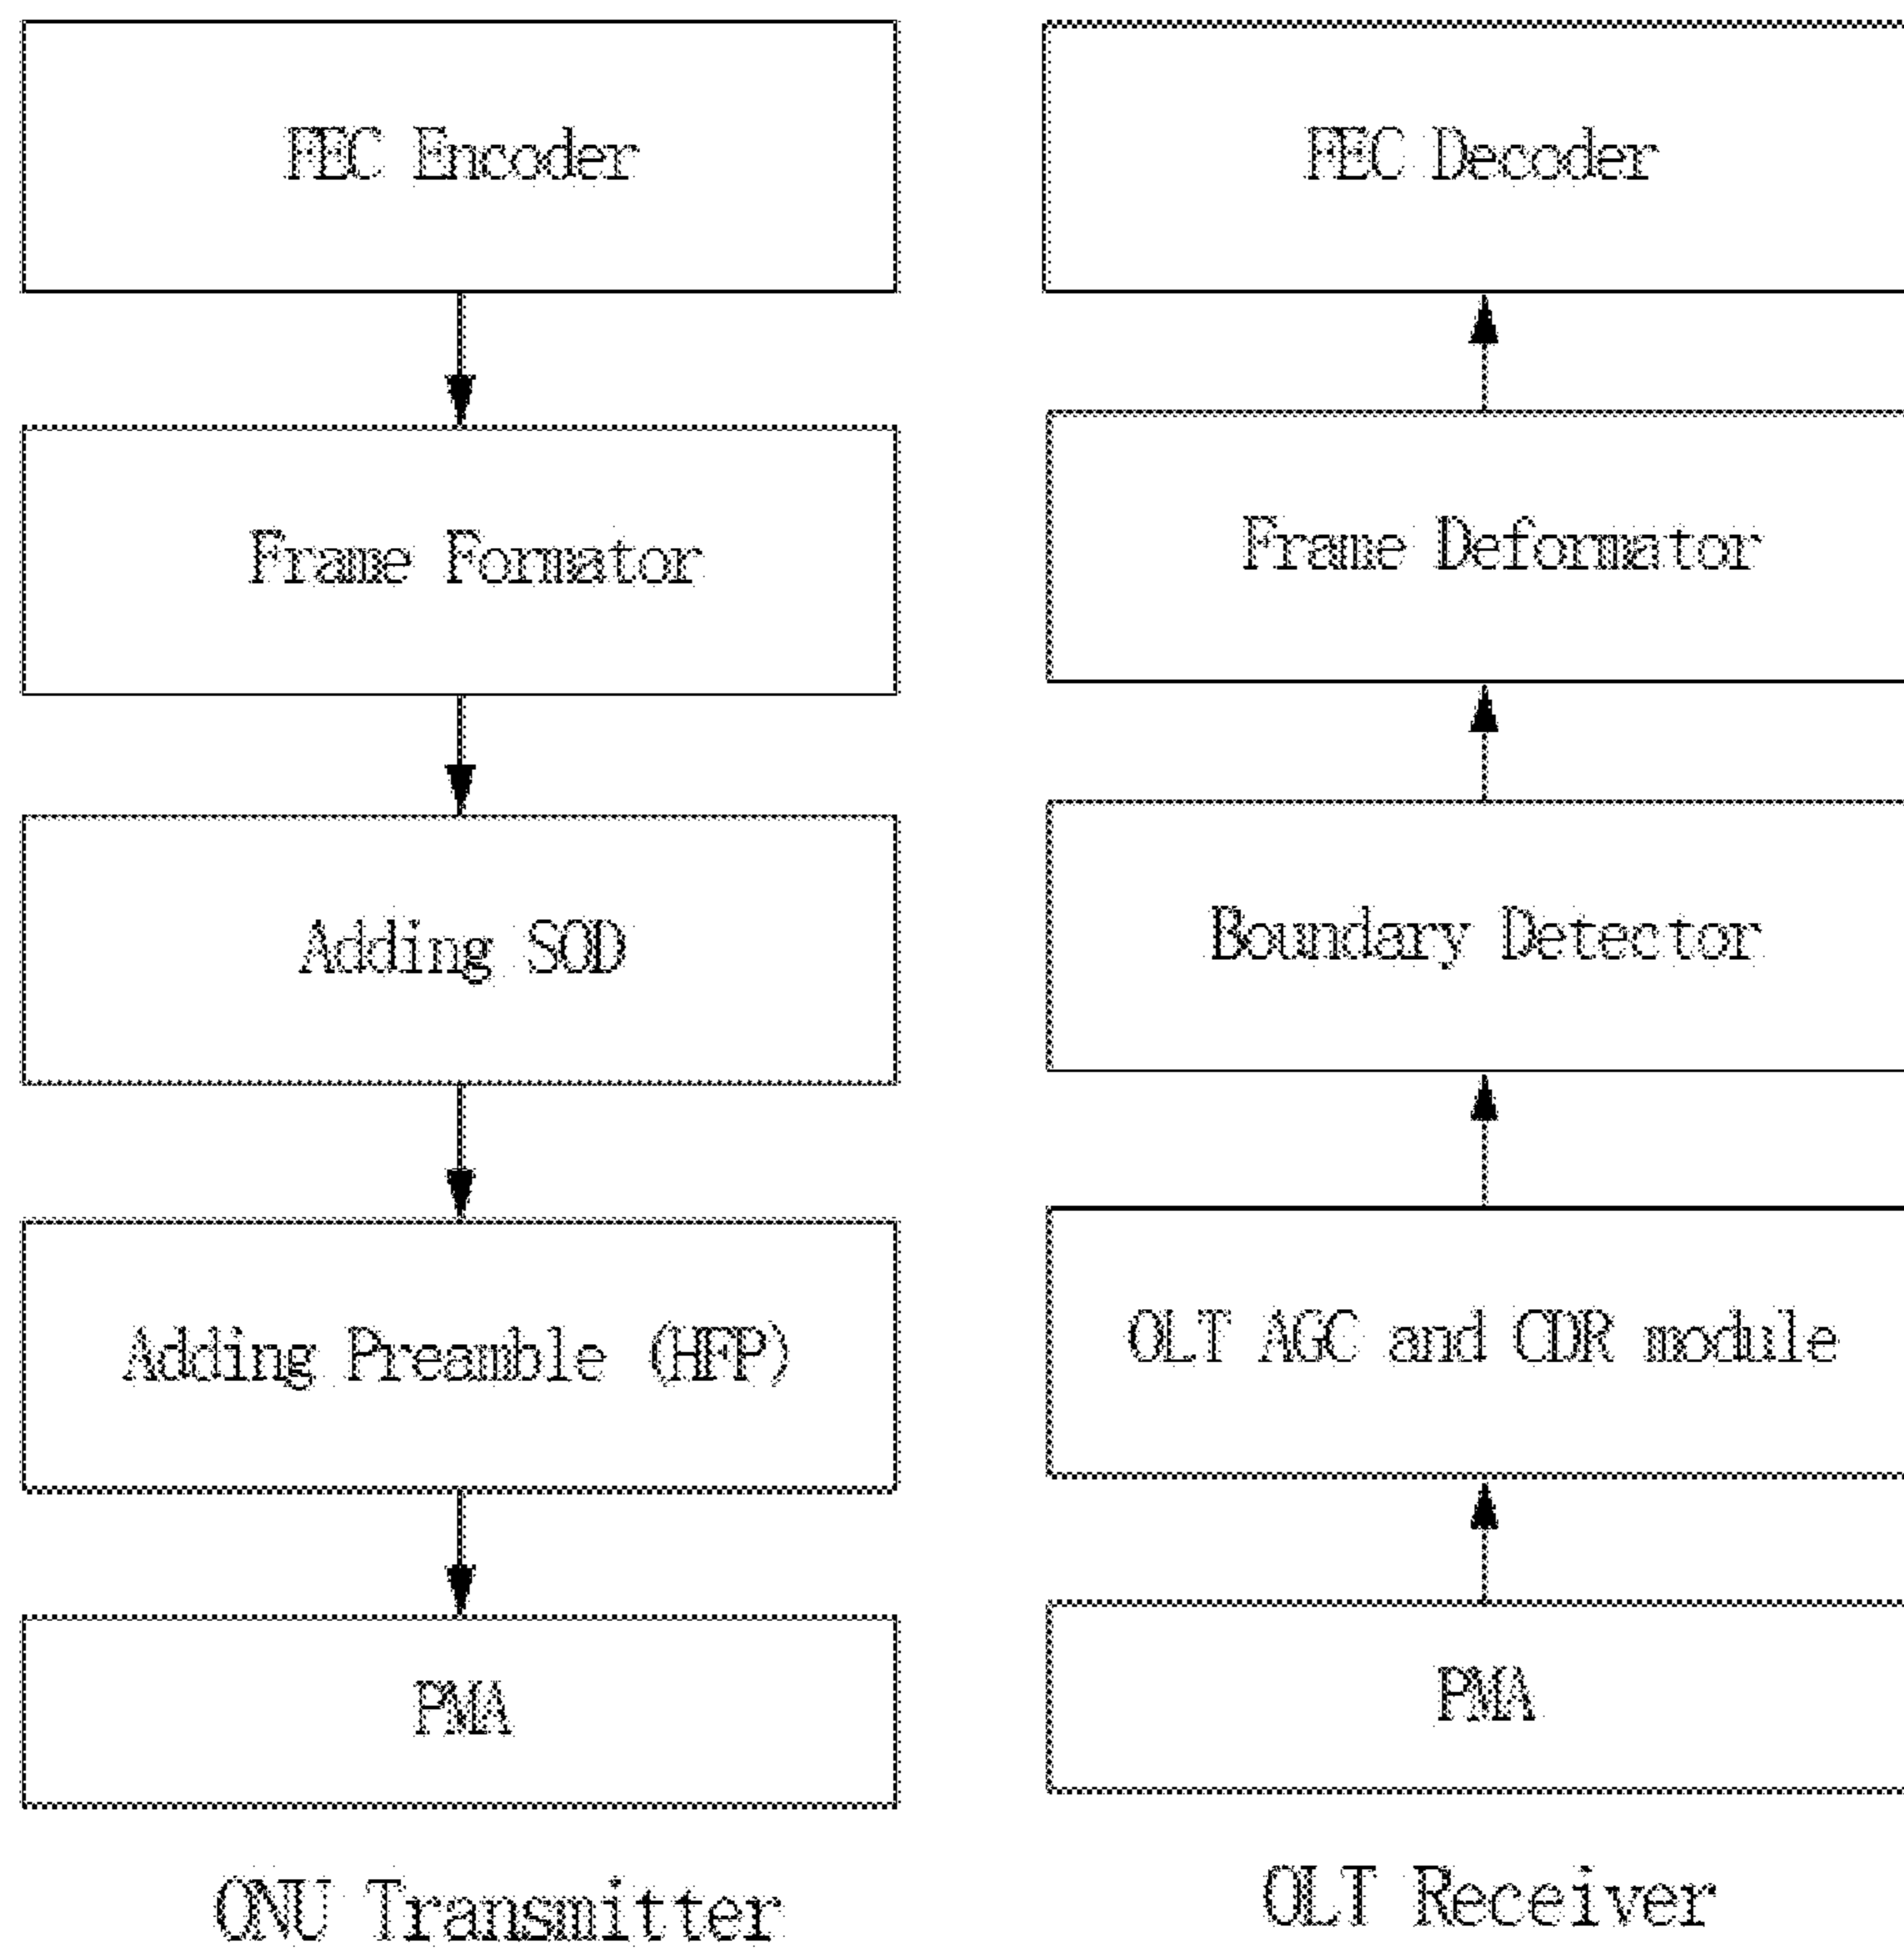 FEC Encoder
Frame Formator
Adding SOD
Adding Preamble (HFP)
PMA
ONU Transmitter
FEC Decoder
Frame Deformator
Boundary Detector
OLT AGC and CDR module
PMA
OLT Receiver